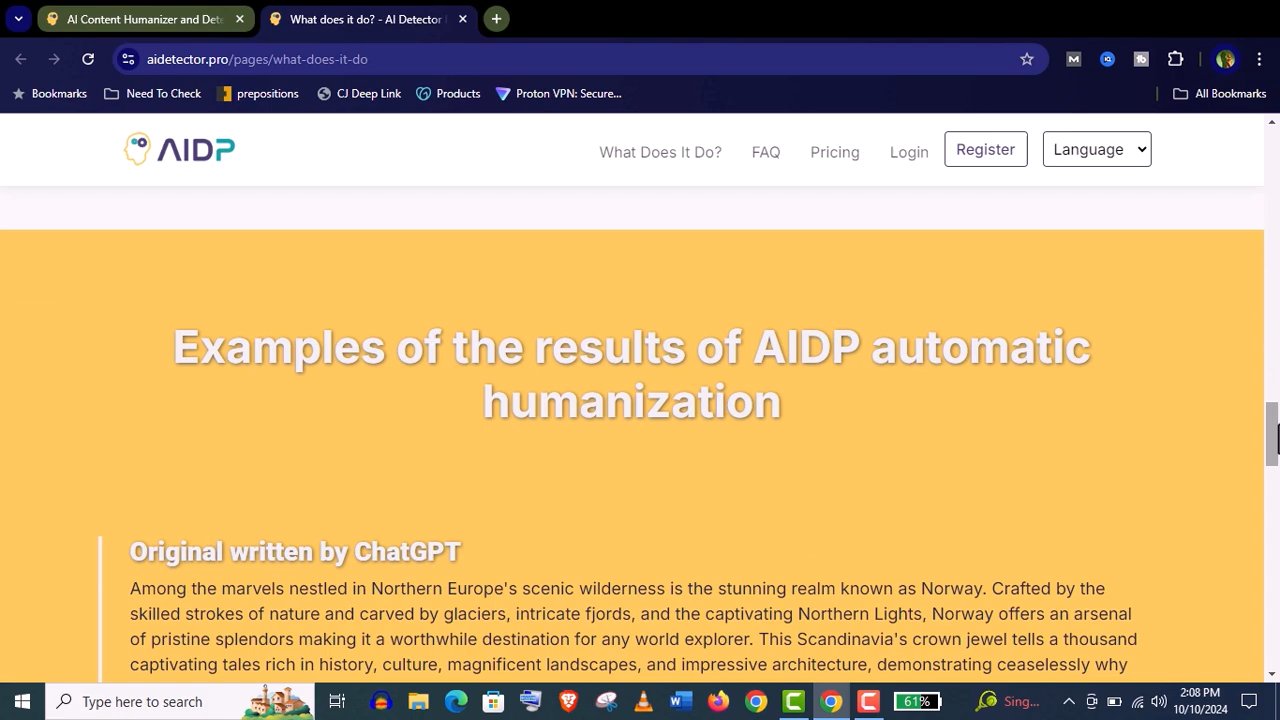 AI Content Humanizer and Dete
What does it do? - AI Detector
aidetector.pro/pages/what-does-it-do
Bookmarks
Need To Check
prepositions
CJ Deep Link
Products
Proton VPN: Secure...
All Bookmarks
AIDP
What Does It Do?
FAQ
Pricing
Login
Register
Language
Examples of the results of AIDP automatic
humanization
Original written by ChatGPT
Among the marvels nestled in Northern Europe's scenic wilderness is the stunning realm known as Norway. Crafted by the
skilled strokes of nature and carved by glaciers, intricate fjords, and the captivating Northern Lights, Norway offers an arsenal
of pristine splendors making it a worthwhile destination for any world explorer. This Scandinavia's crown jewel tells a thousand
captivating tales rich in history, culture, magnificent landscapes, and impressive architecture, demonstrating ceaselessly why
Type here to search
61%
Sing...
2:08 PM
10/10/2024